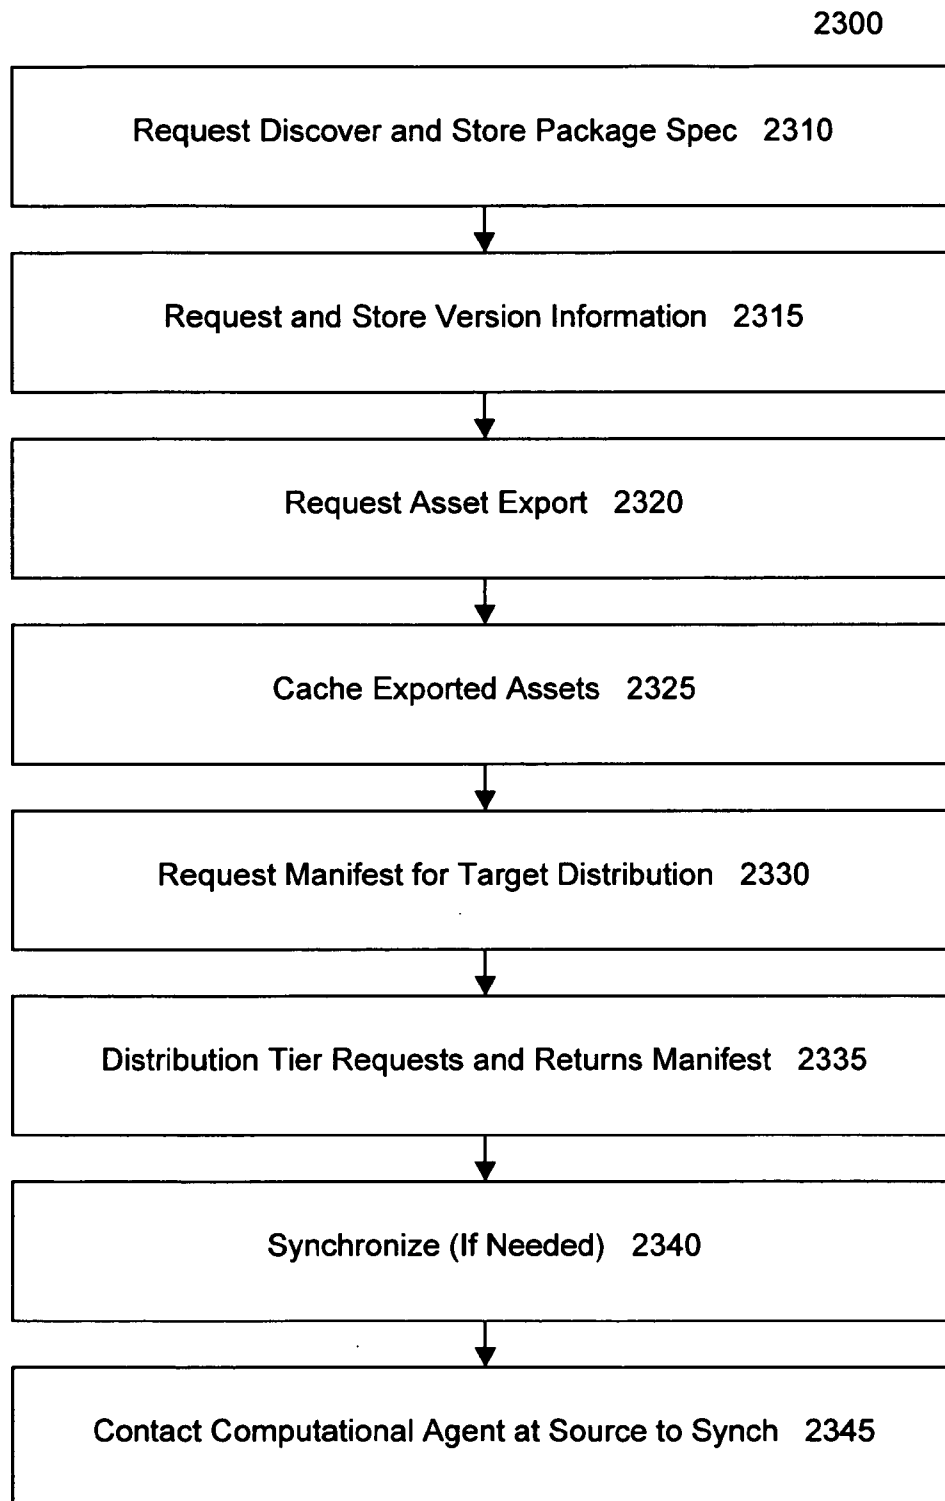 2300
Request Discover and Store Package Spec 2310
Request and Store Version Information 2315
Request Asset Export 2320
Cache Exported Assets 2325
Request Manifest for Target Distribution 2330
Distribution Tier Requests and Returns Manifest 2335
Synchronize (If Needed) 2340
Contact Computational Agent at Source to Synch 2345